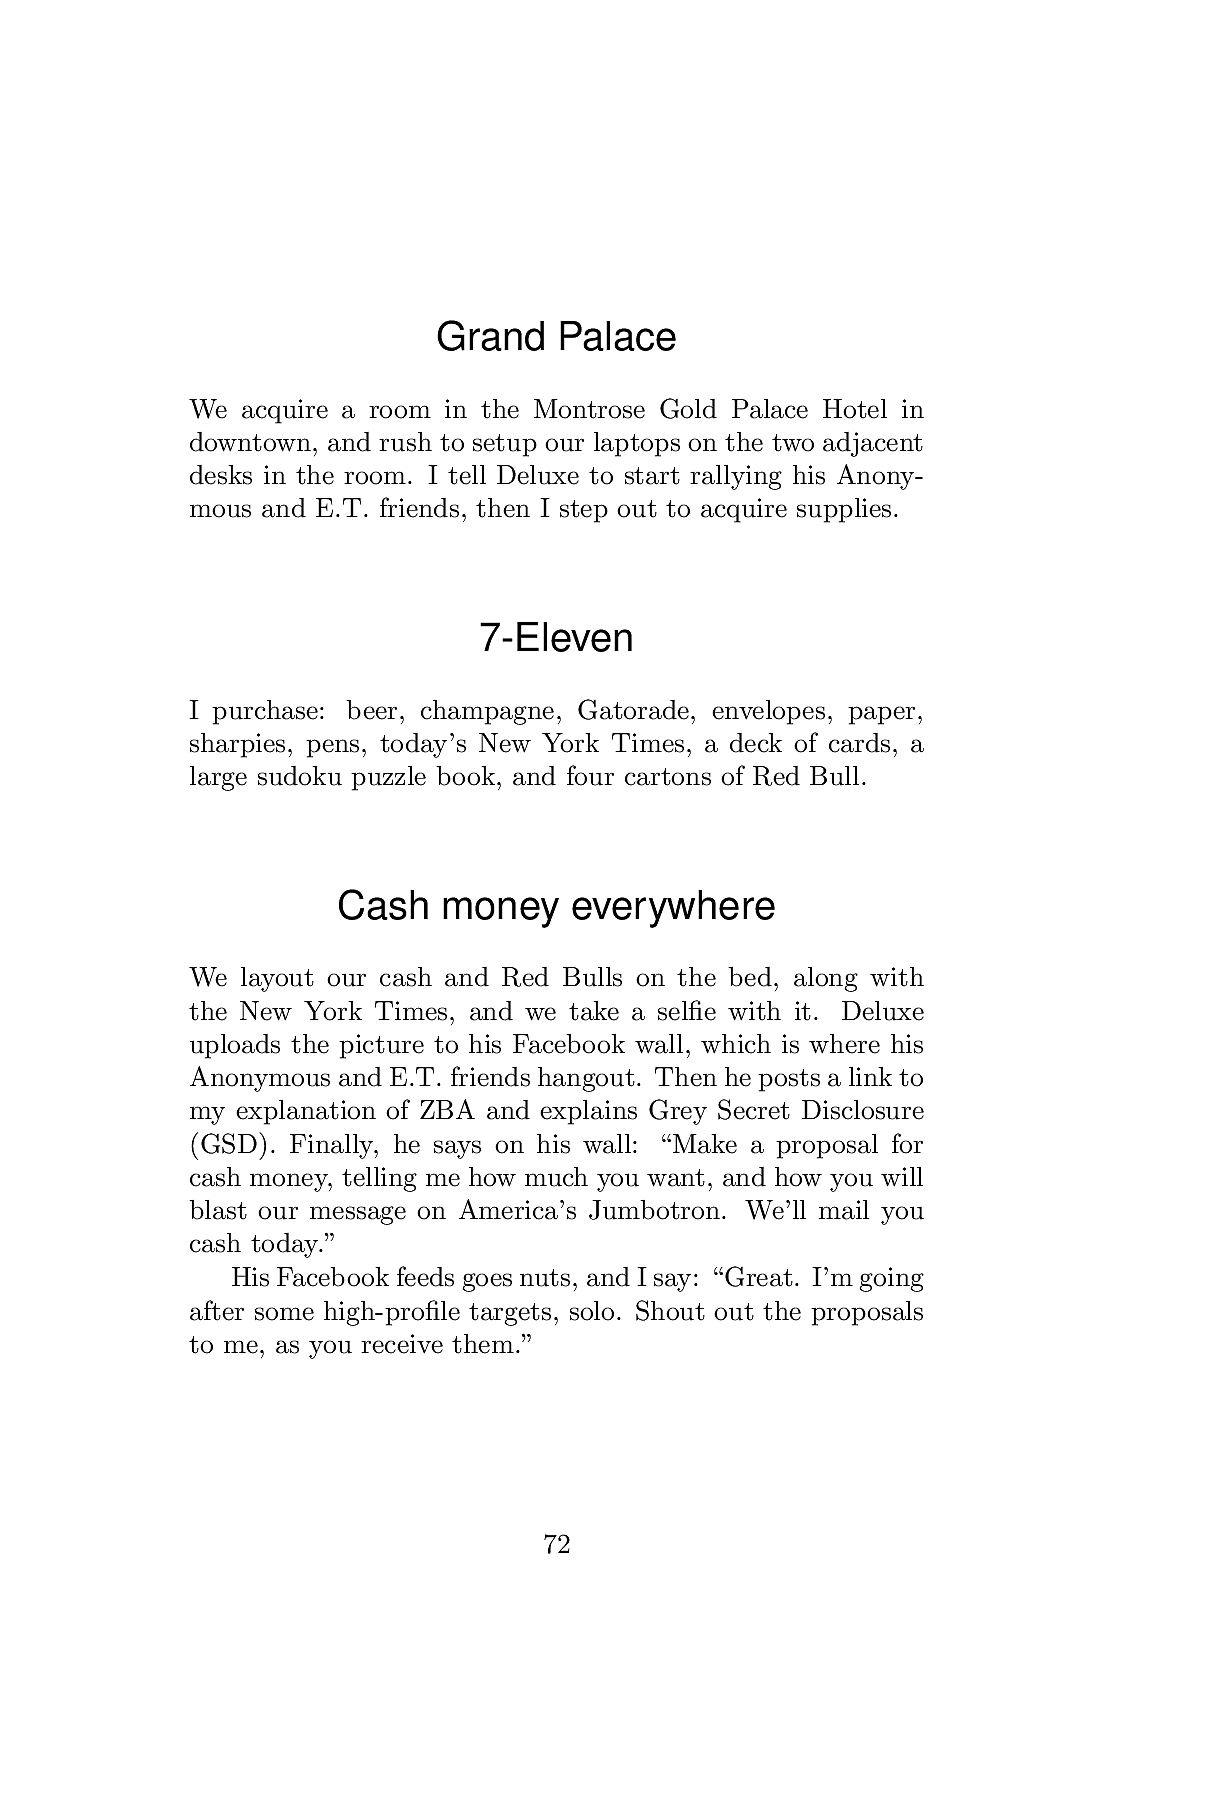 Grand Palace
We acquire a room in the Montrose Gold Palace Hotel in
downtown, and rush to setup our laptops on the two adjacent
desks in the room. I tell Deluxe to start rallying his Anony-
mous and E.T. friends, then I step out to acquire supplies.
7-Eleven
I purchase: beer, champagne, Gatorade, envelopes, paper,
sharpies, pens, today's New York Times, a deck of cards, a
large sudoku puzzle book, and four cartons of Red Bull.
Cash money everywhere
We layout our cash and Red Bulls on the bed, along with
the New York Times, and we take a selfie with it. Deluxe
uploads the picture to his Facebook wall, which is where his
Anonymous and E.T. friends hangout. Then he posts a link to
my explanation of ZBA and explains Grey Secret Disclosure
(GSD). Finally, he says on his wall: “Make a proposal for
cash money, telling me how much you want, and how you will
blast our message on America's Jumbotron. We'll mail you
cash today.”
His Facebook feeds goes nuts, and I say: “Great. I'm going
after some high-profile targets, solo. Shout out the proposals
to me, as you receive them.”
72